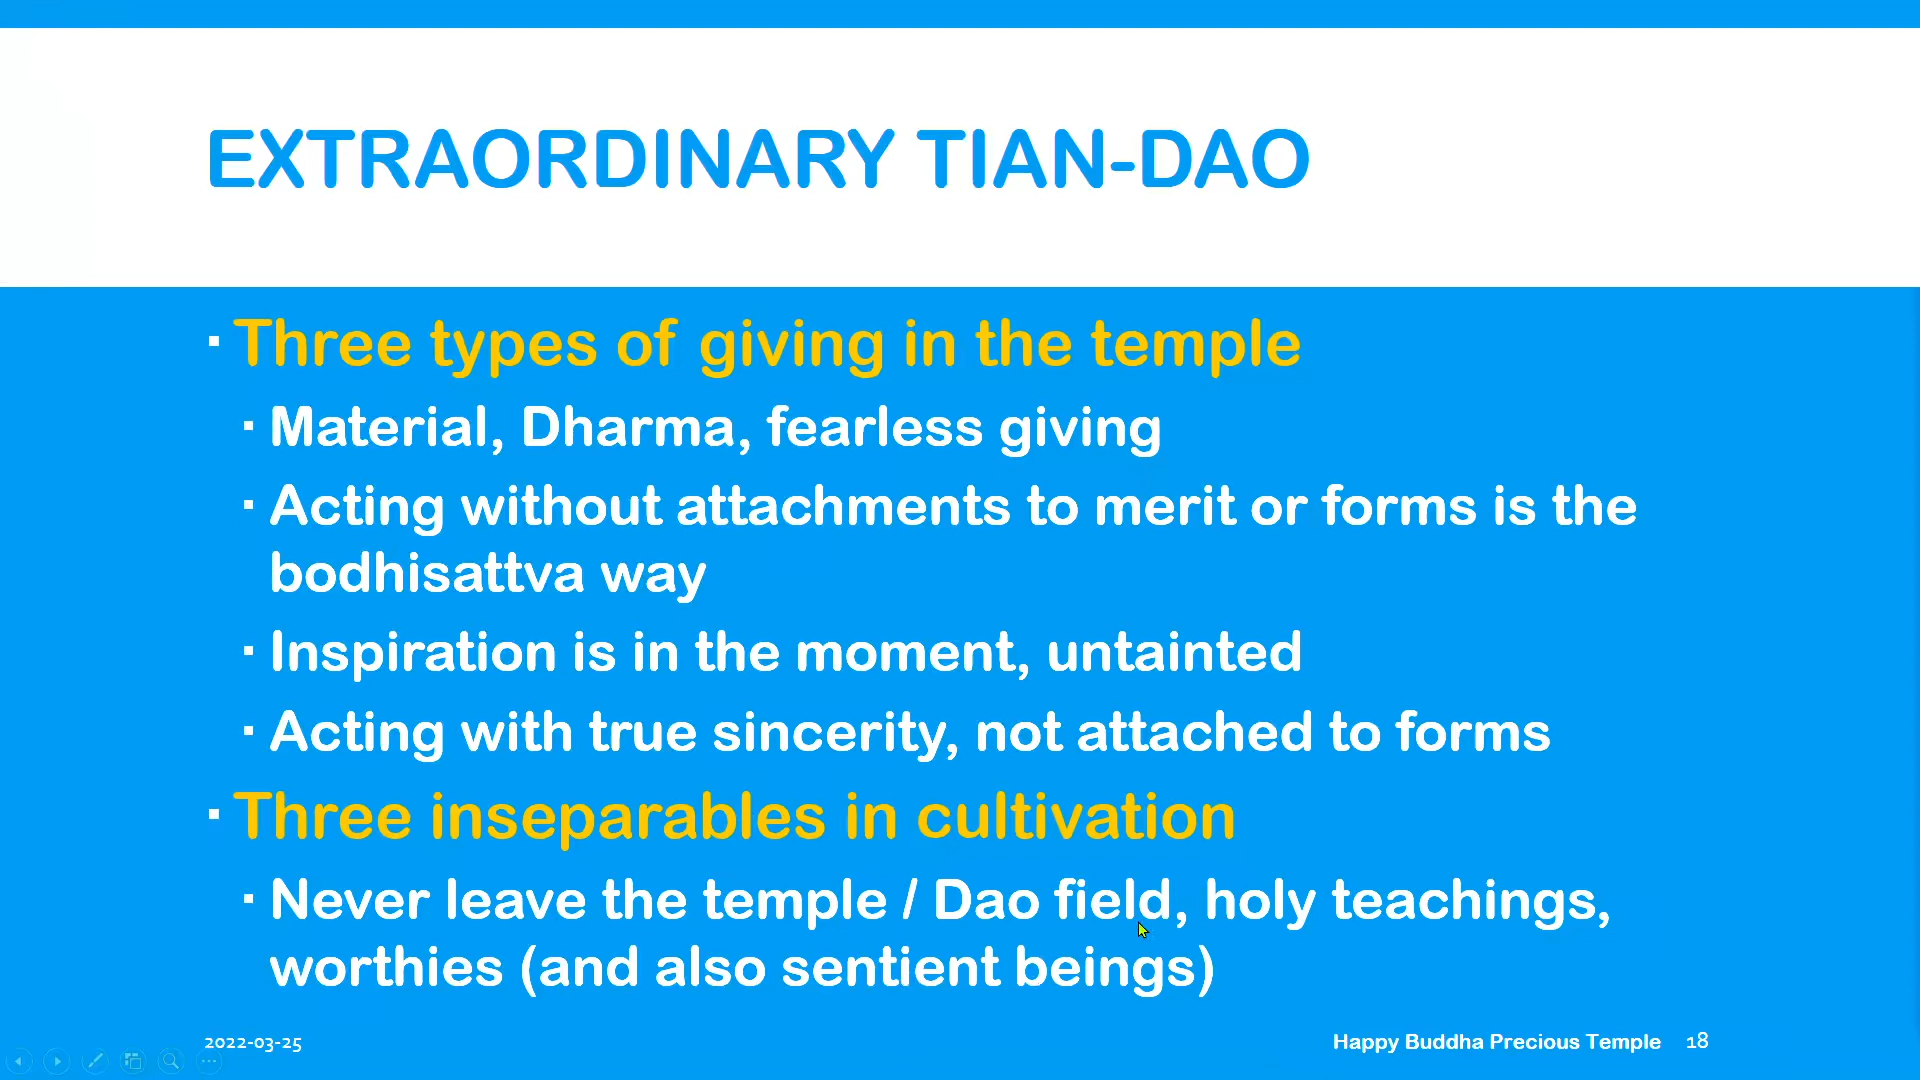 EXTRAORDINARY TIAN-DAO
▪ Three types of giving in the temple
▪ Material, Dharma, fearless giving
▪ Acting without attachments to merit or forms is the
bodhisattva way
▪ Inspiration is in the moment, untainted
▪ Acting with true sincerity, not attached to forms
▪ Three inseparables in cultivation
▪ Never leave the temple / Dao field, holy teachings,
worthies (and also sentient beings)
2022-03-25
Happy Buddha Precious Temple 18